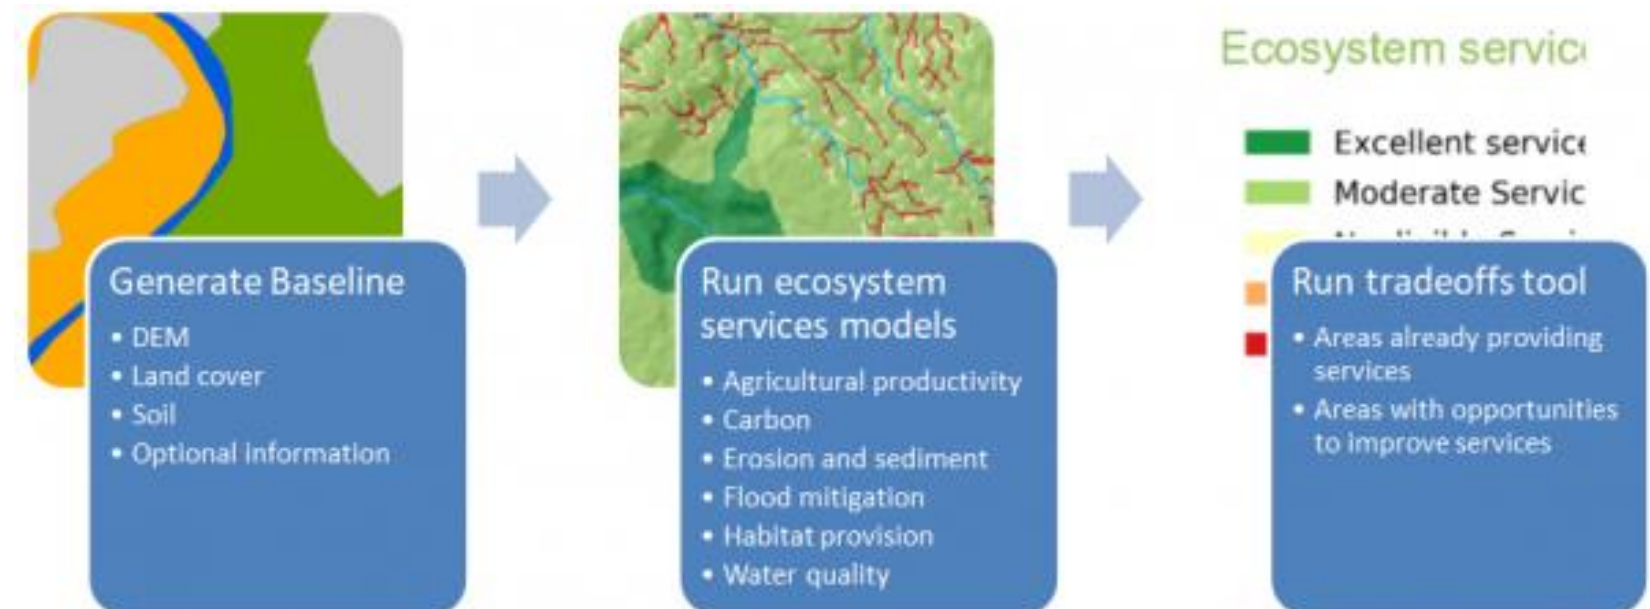 Generate Baseline
• DEM
• Land cover
• Soil
• Optional information
Run ecosystem
services models
• Agricultural productivity
• Carbon
• Erosion and sediment
• Flood mitigation
• Habitat provision
• Water quality
Ecosystem servic
Excellent service
Moderate Servic
Run tradeoffs tool
• Areas already providing
services
• Areas with opportunities
to improve services